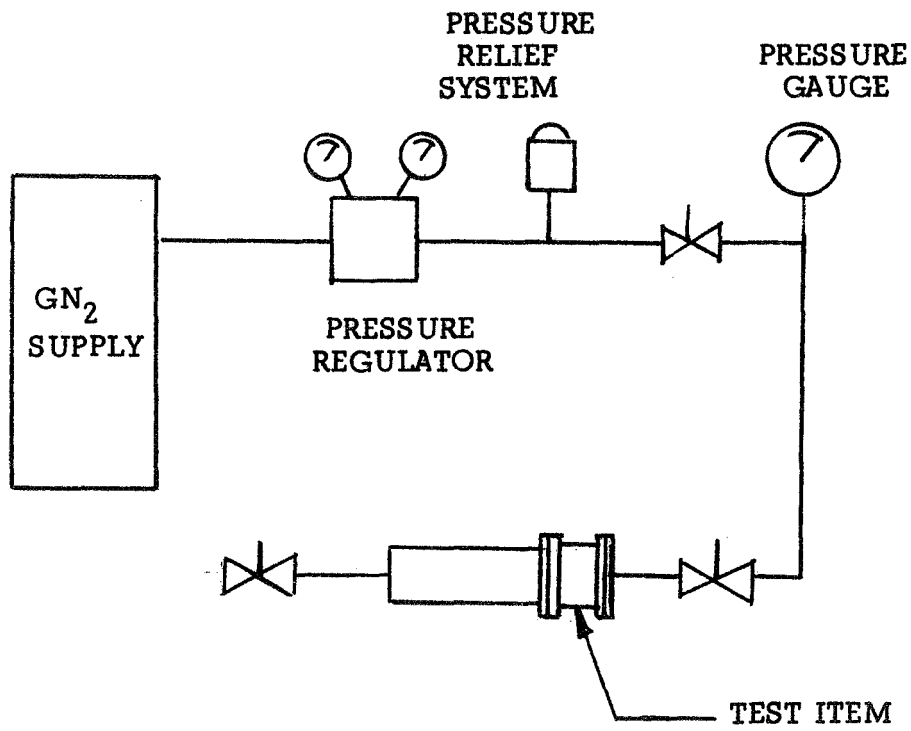 PRESSURE
RELIEF
SYSTEM
PRESSURE
GAUGE
GN₂
SUPPLY
PRESSURE
REGULATOR
TEST ITEM